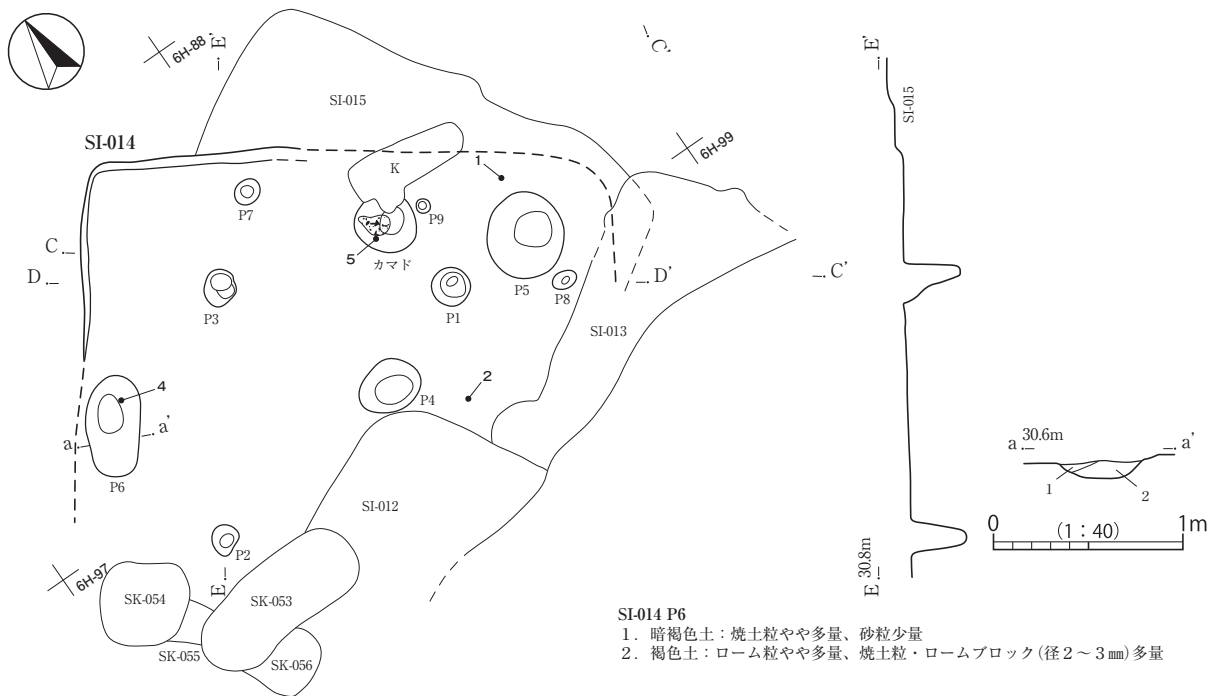 6H-88
E'
C'
E'
SI-015
SI-015
SI-014
6H-99
K
1
P7
P9
5
カマド
C
D
D'
C'
P5
P8
P3
P1
SI-013
4
2
P4
a
a'
P6
a 30.6m
a'
1
2
SI-012
P2
0 (1：40) 1m
6H-97
E
E 30.8m
SK-054
SK-053
SK-055
SK-056
SI-014 P6
1. 暗褐色土：焼土粒やや多量、砂粒少量
2. 褐色土：ローム粒やや多量、焼土粒・ロームブロック(径２～３㎜)多量